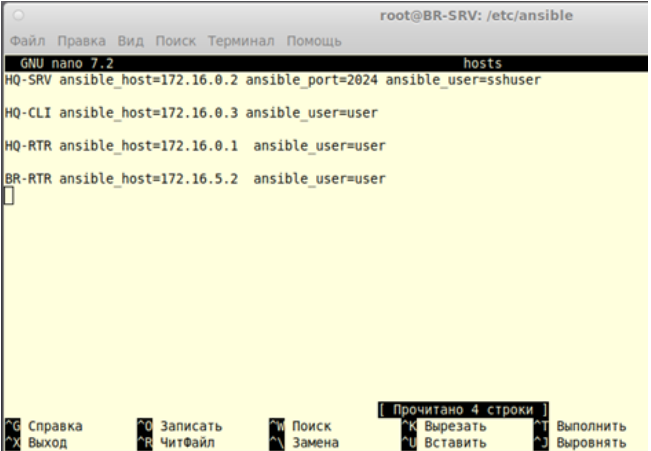 root@BR-SRV: /etc/ansible
Файл Правка Вид Поиск Терминал Помощь
GNU nano 7.2 hosts
HQ-SRV ansible_host=172.16.0.2 ansible_port=2024 ansible_user=sshuser
HQ-CLI ansible_host=172.16.0.3 ansible_user=user
HQ-RTR ansible_host=172.16.0.1  ansible_user=user
BR-RTR ansible_host=172.16.5.2  ansible_user=user
[ Прочитано 4 строки ]
^G Справка ^O Записать ^W Поиск ^K Вырезать ^T Выполнить
^X Выход ^R ЧитФайл ^\ Замена ^U Вставить ^J Выровнять